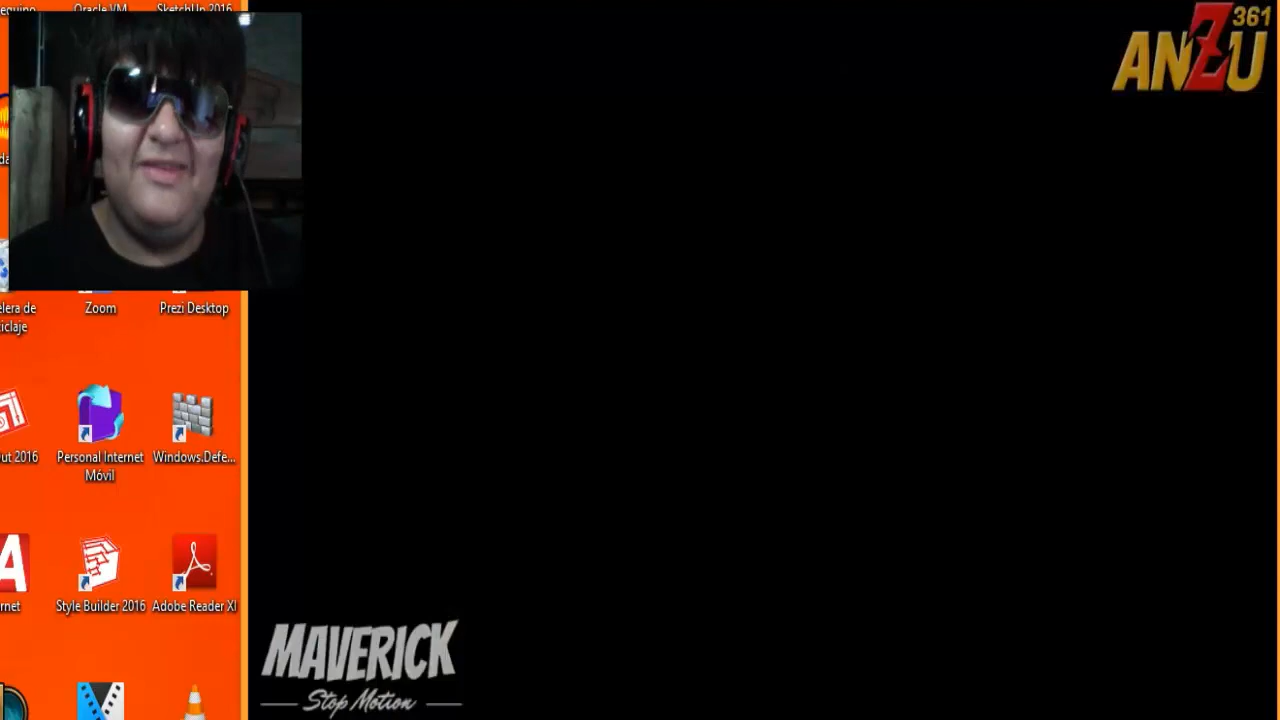 Oracle VM
SketchUp 2016
361
ANZU
Zoom
Prezi Desktop
Personal Internet
Móvil
Windows.Defe...
Style Builder 2016
Adobe Reader XI
MAVERICK
Stop Motion